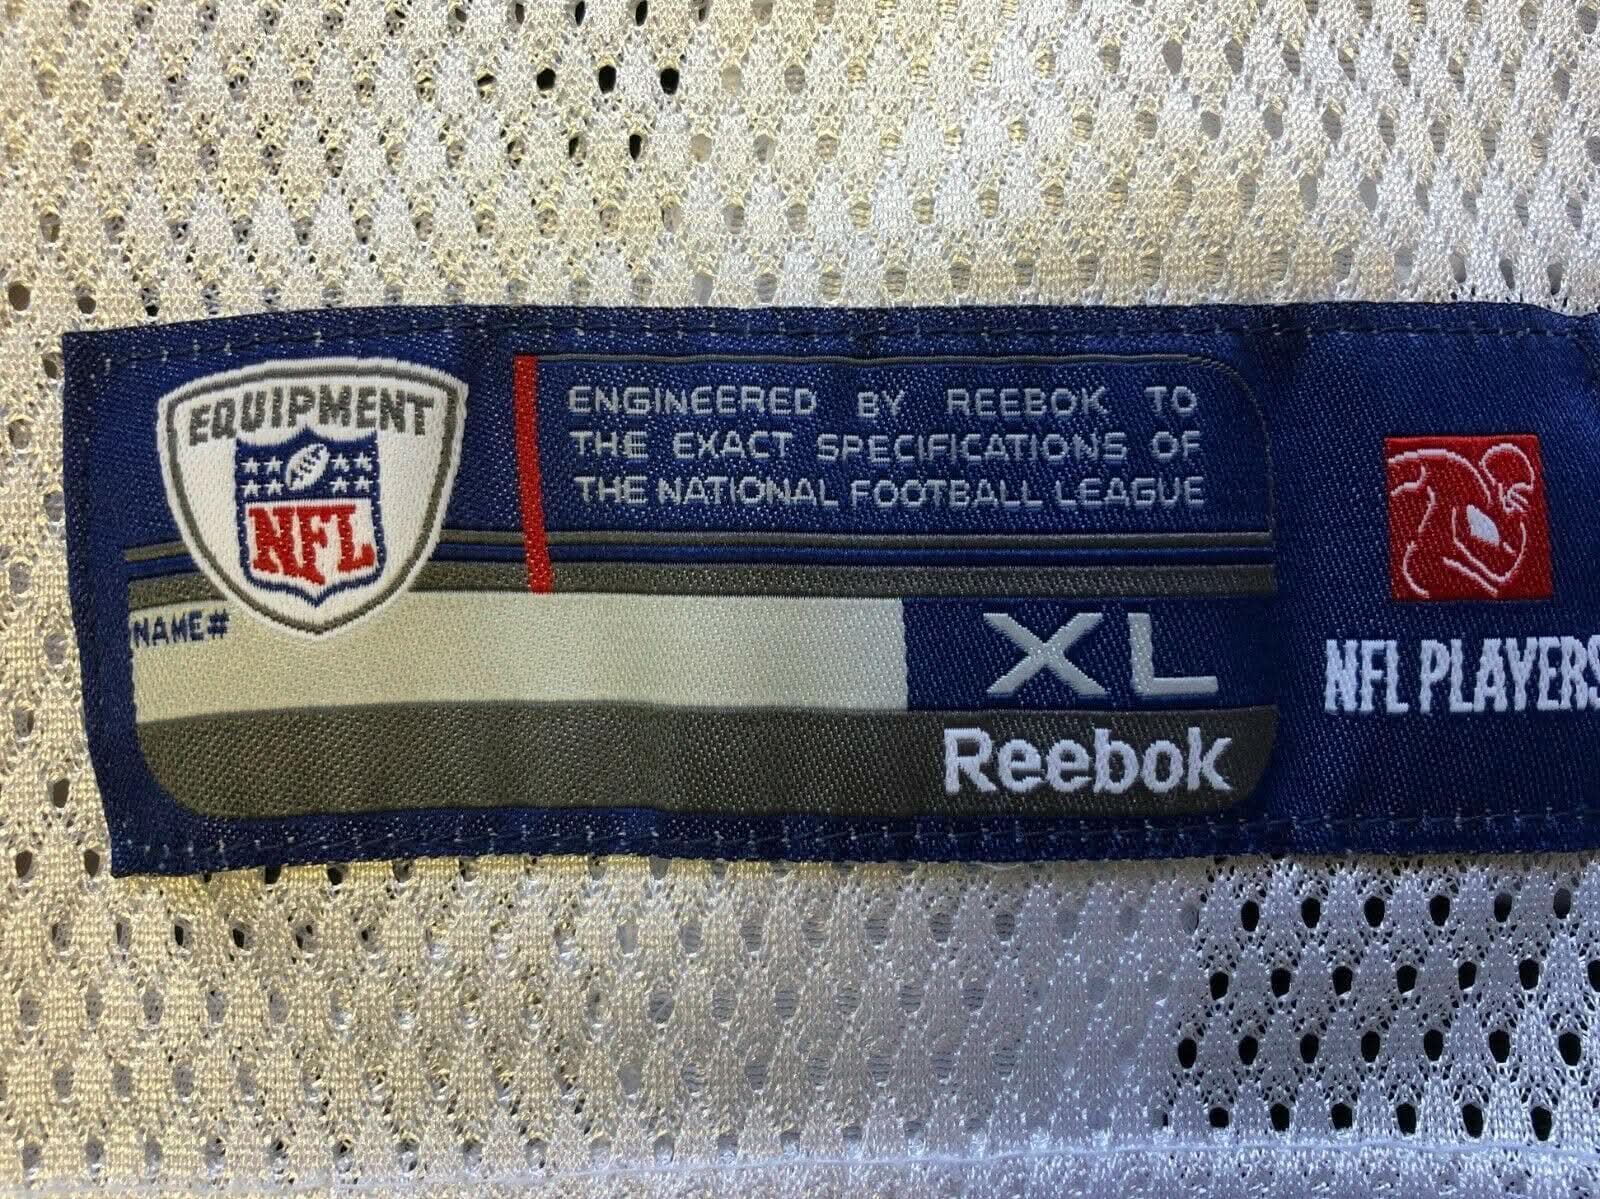 EQUIPMENT
NFL
ENGINEERED BY REEBOK TO
THE EXACT SPECIFICATIONS OF
THE NATIONAL FOOTBALL LEAGUE
NAME#
XL
Reebok
NFL PLAYERS